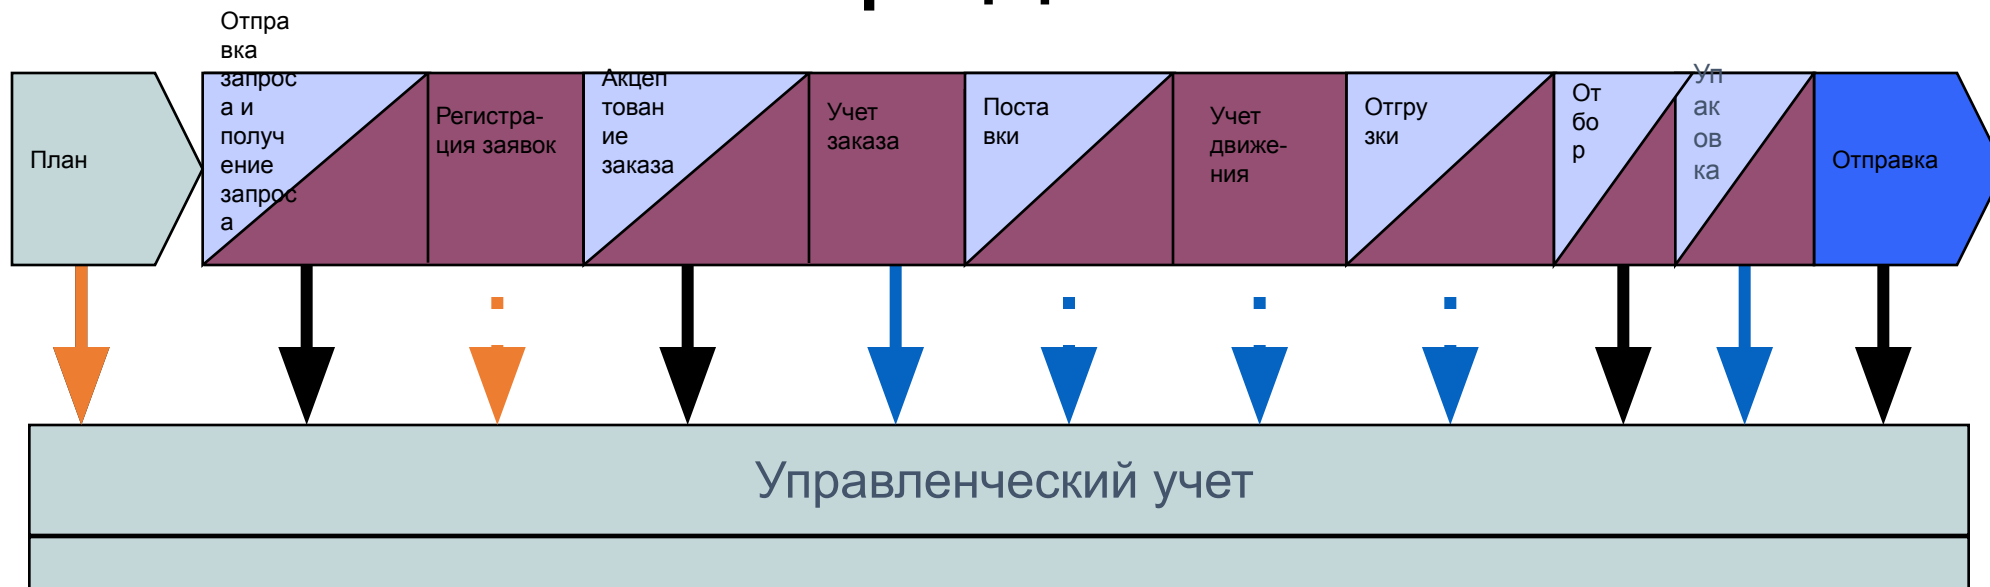 План
Отпра
вка
запрос
а и
получ
ение
запрос
а
Регистра-
ция заявок
Акцеп
тован
ие
заказа
Учет
заказа
Поста
вки
Учет
движе-
ния
Отгру
зки
От
бо
р
Уп
ак
ов
ка
Отправка
Управленческий учет